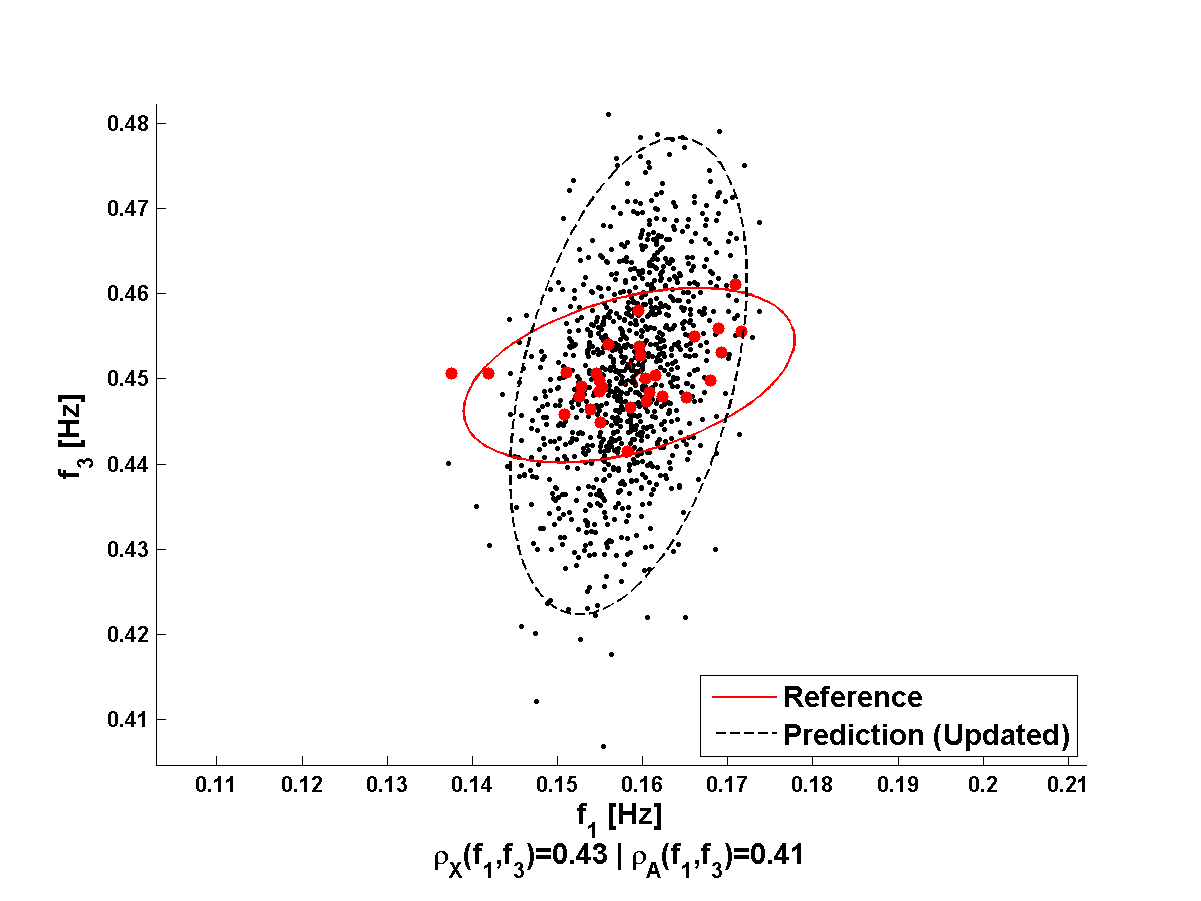 0.48
0.47
0.46
0.45
0.44
0.43
0.42
0.41
f3 [Hz]
Reference
Prediction (Updated)
0.11 0.12 0.13 0.14 0.15 0.16 0.17 0.18 0.19 0.2 0.21
f1 [Hz]
ρX(f1,f3)=0.43 | ρA(f1,f3)=0.41